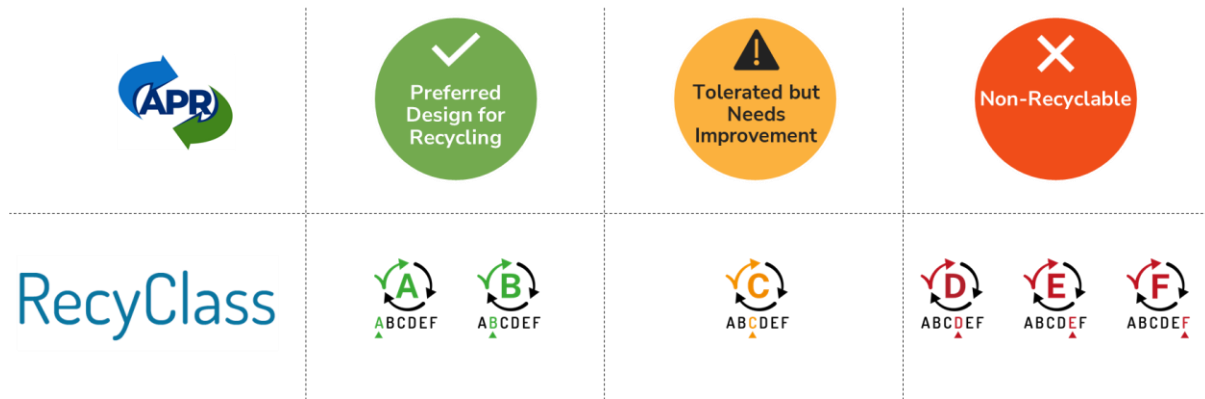 APR
Preferred
Design for
Recycling
!
Tolerated but
Needs
Improvement
Non-Recyclable
RecyClass
A
ABCDEF
B
ABCDEF
C
ABCDEF
D
ABCDEF
E
ABCDEF
F
ABCDEF